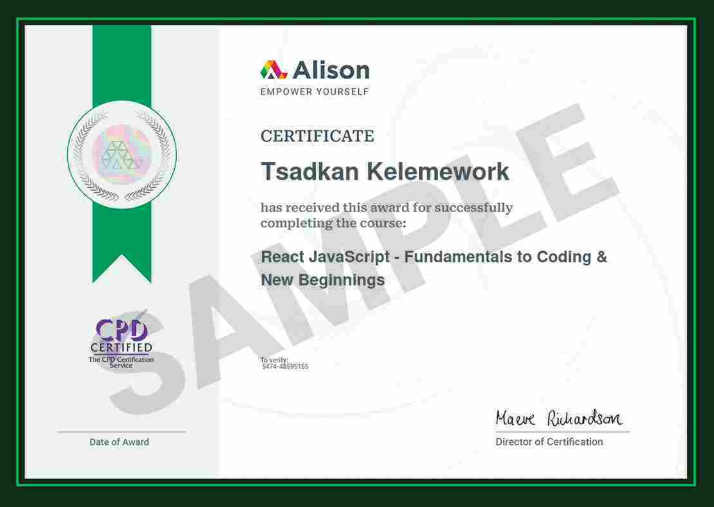 Alison
EMPOWER YOURSELF
CERTIFICATE
Tsadkan Kelemework
has received this award for successfully
completing the course:
React JavaScript - Fundamentals to Coding &
New Beginnings
SAMPLE
CPD
CERTIFIED
The CPD Certification
Service
To verify:
5474-48595155
Maeve Richardson
Date of Award
Director of Certification